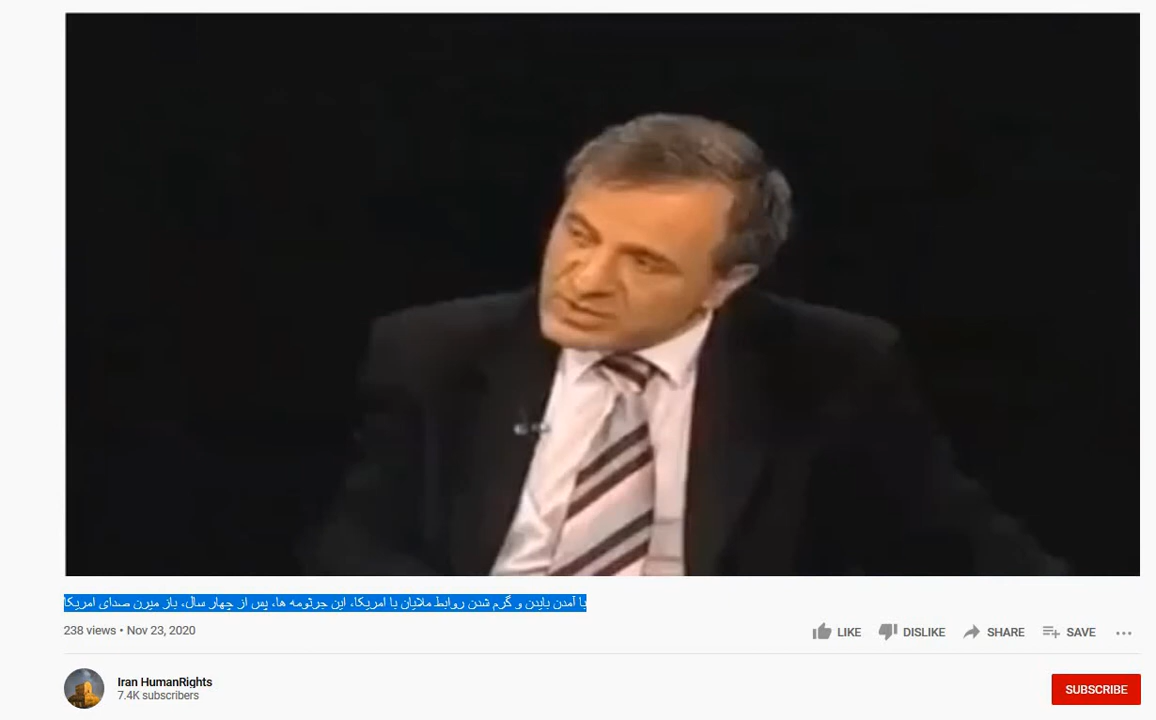 با آمدن بایدن و گرم شدن روابط ملایان با امریکا، این جرثومه ها، پس از چهار سال، باز میرن صدای امریکا
238 views • Nov 23, 2020
LIKE DISLIKE SHARE SAVE
Iran HumanRights
7.4K subscribers
SUBSCRIBE